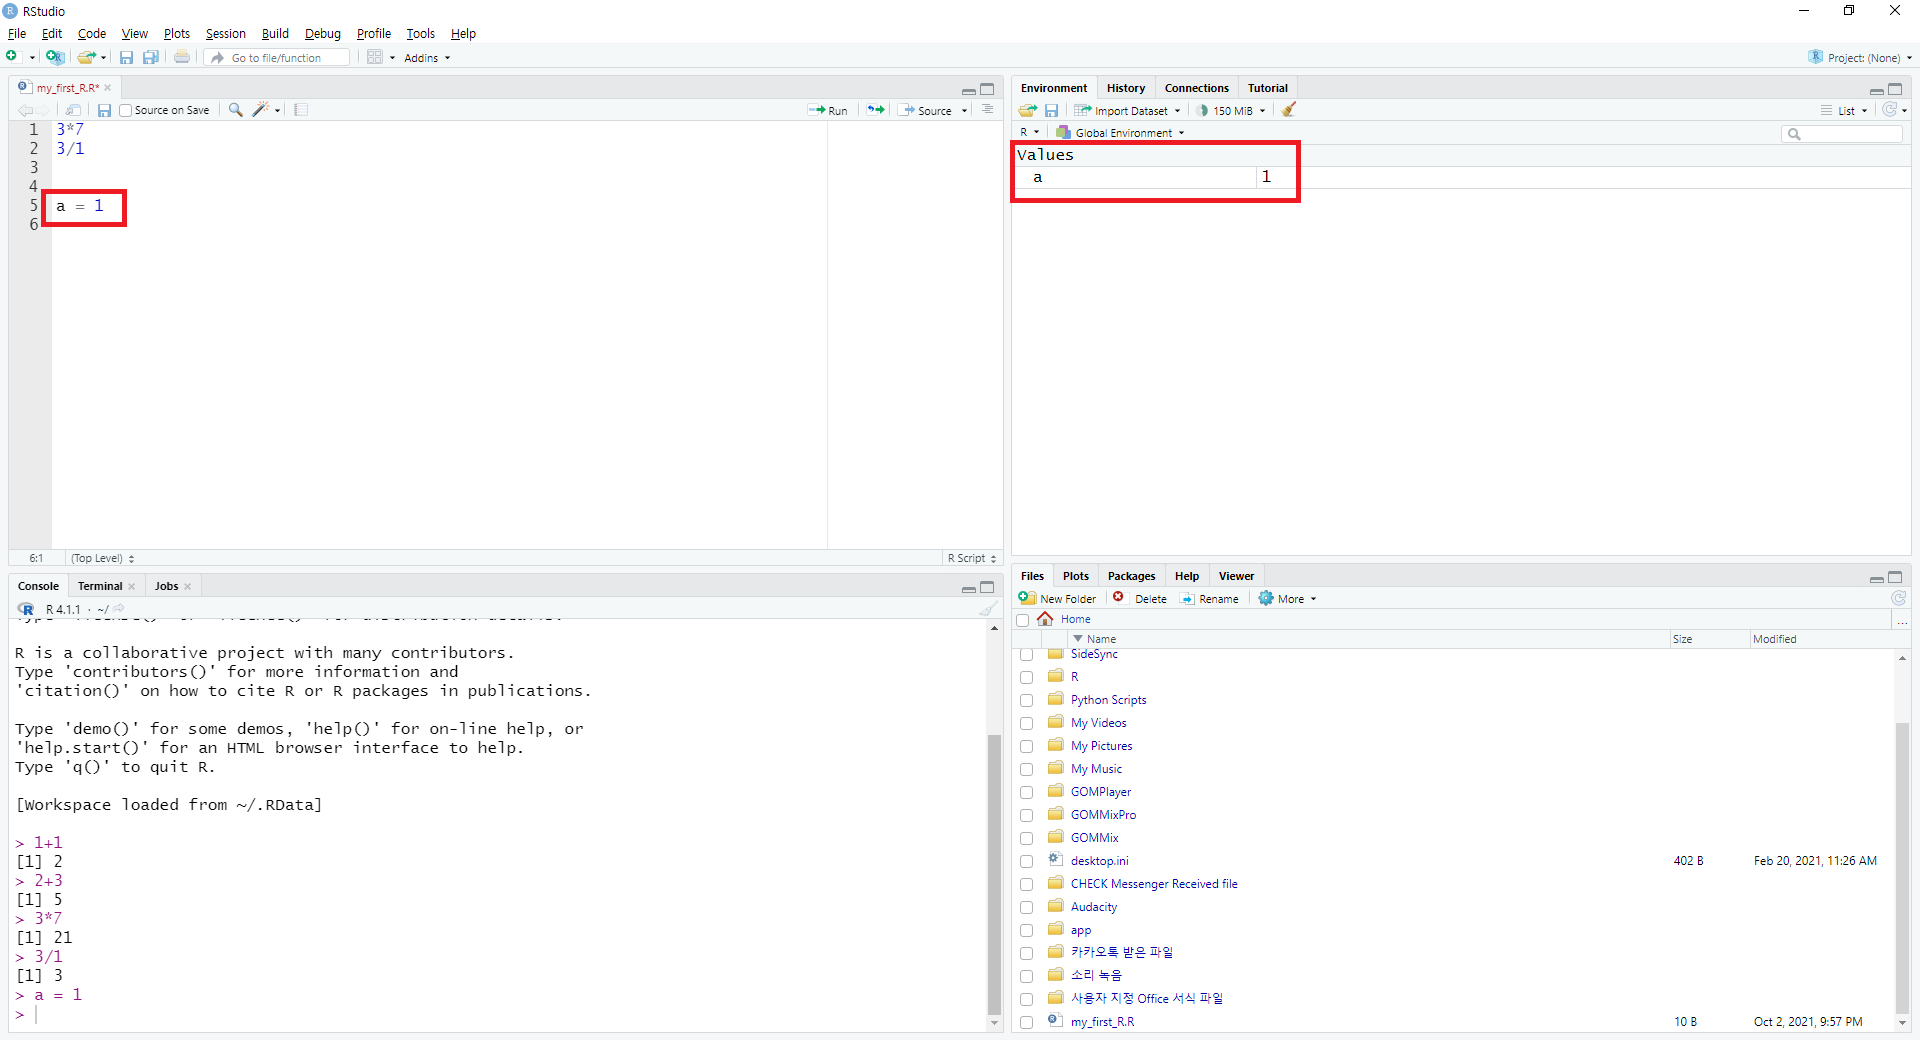 RStudio
File Edit Code View Plots Session Build Debug Profile Tools Help
Go to file/function Addins Project: (None)
my_first_R.R*
Source on Save Run Source
1 3*7
2 3/1
3
4
5 a = 1
6
6:1 (Top Level) R Script
Console Terminal Jobs
R 4.1.1 · ~/
R is a collaborative project with many contributors.
Type 'contributors()' for more information and
'citation()' on how to cite R or R packages in publications.
Type 'demo()' for some demos, 'help()' for on-line help, or
'help.start()' for an HTML browser interface to help.
Type 'q()' to quit R.
[Workspace loaded from ~/.RData]
> 1+1
[1] 2
> 2+3
[1] 5
> 3*7
[1] 21
> 3/1
[1] 3
> a = 1
>
Environment History Connections Tutorial
Import Dataset 150 MiB List
R Global Environment
Values
a 1
Files Plots Packages Help Viewer
New Folder Delete Rename More
Home ...
Name Size Modified
SideSync
R
Python Scripts
My Videos
My Pictures
My Music
GOMPlayer
GOMMixPro
GOMMix
desktop.ini 402 B Feb 20, 2021, 11:26 AM
CHECK Messenger Received file
Audacity
app
카카오톡 받은 파일
소리 녹음
사용자 지정 Office 서식 파일
my_first_R.R 10 B Oct 2, 2021, 9:57 PM